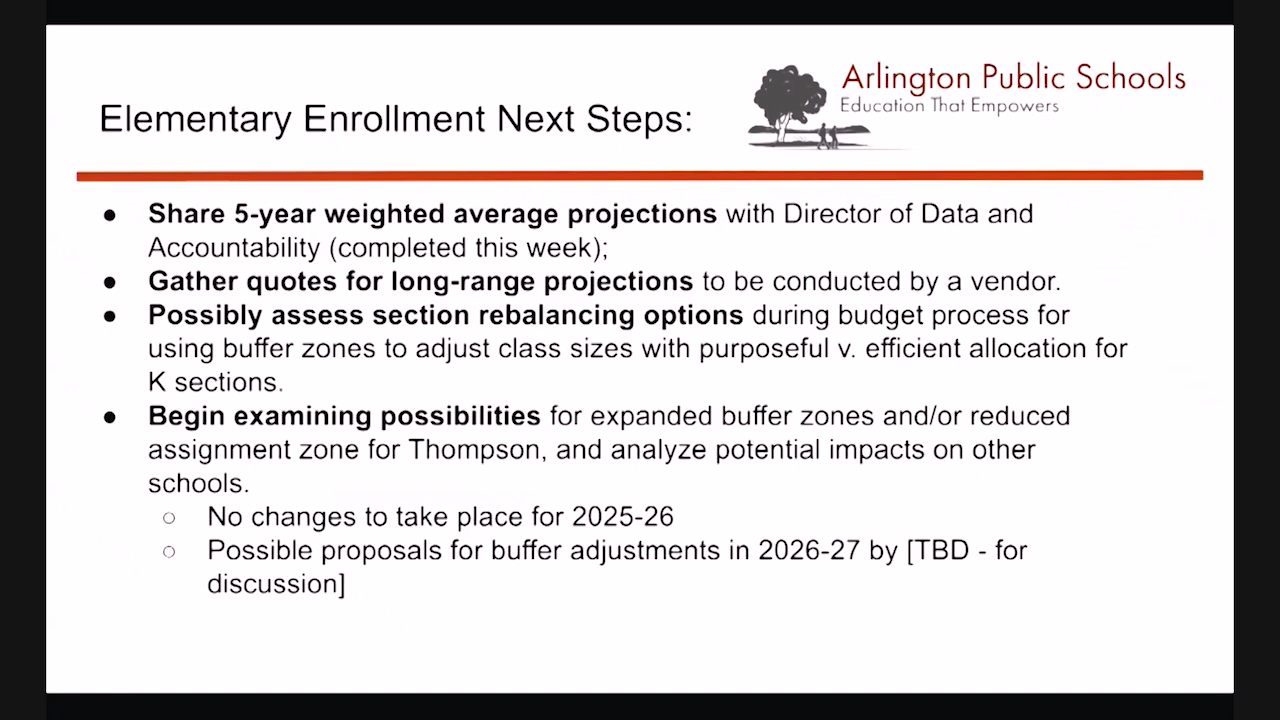 Arlington Public Schools
Education That Empowers
Elementary Enrollment Next Steps:
● Share 5-year weighted average projections with Director of Data and
Accountability (completed this week);
● Gather quotes for long-range projections to be conducted by a vendor.
● Possibly assess section rebalancing options during budget process for
using buffer zones to adjust class sizes with purposeful v. efficient allocation for
K sections.
● Begin examining possibilities for expanded buffer zones and/or reduced
assignment zone for Thompson, and analyze potential impacts on other
schools.
○ No changes to take place for 2025-26
○ Possible proposals for buffer adjustments in 2026-27 by [TBD - for
discussion]